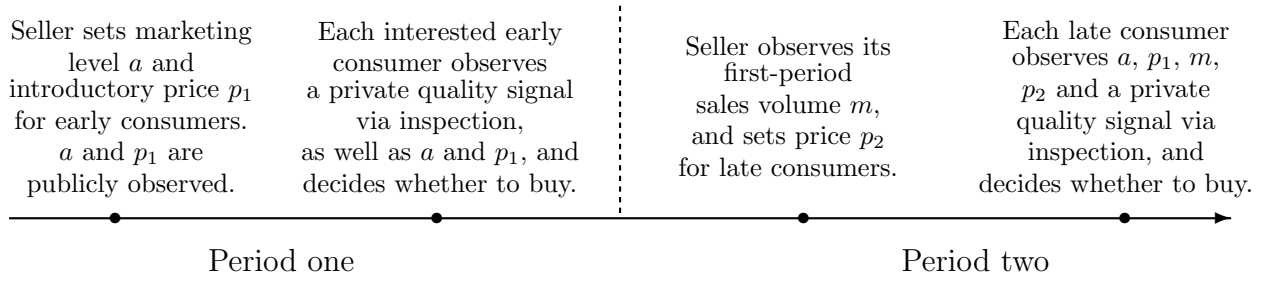 Seller sets marketing
level a and
introductory price p₁
for early consumers.
a and p₁ are
publicly observed.
Each interested early
consumer observes
a private quality signal
via inspection,
as well as a and p₁, and
decides whether to buy.
Seller observes its
first-period
sales volume m,
and sets price p₂
for late consumers.
Each late consumer
observes a, p₁, m,
p₂ and a private
quality signal via
inspection, and
decides whether to buy.
Period one
Period two